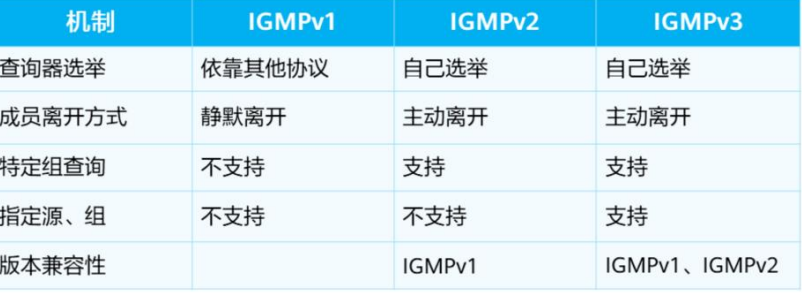 机制 IGMPv1 IGMPv2 IGMPv3
查询器选举 依靠其他协议 自己选举 自己选举
成员离开方式 静默离开 主动离开 主动离开
特定组查询 不支持 支持 支持
指定源、组 不支持 不支持 支持
版本兼容性 IGMPv1 IGMPv1、IGMPv2